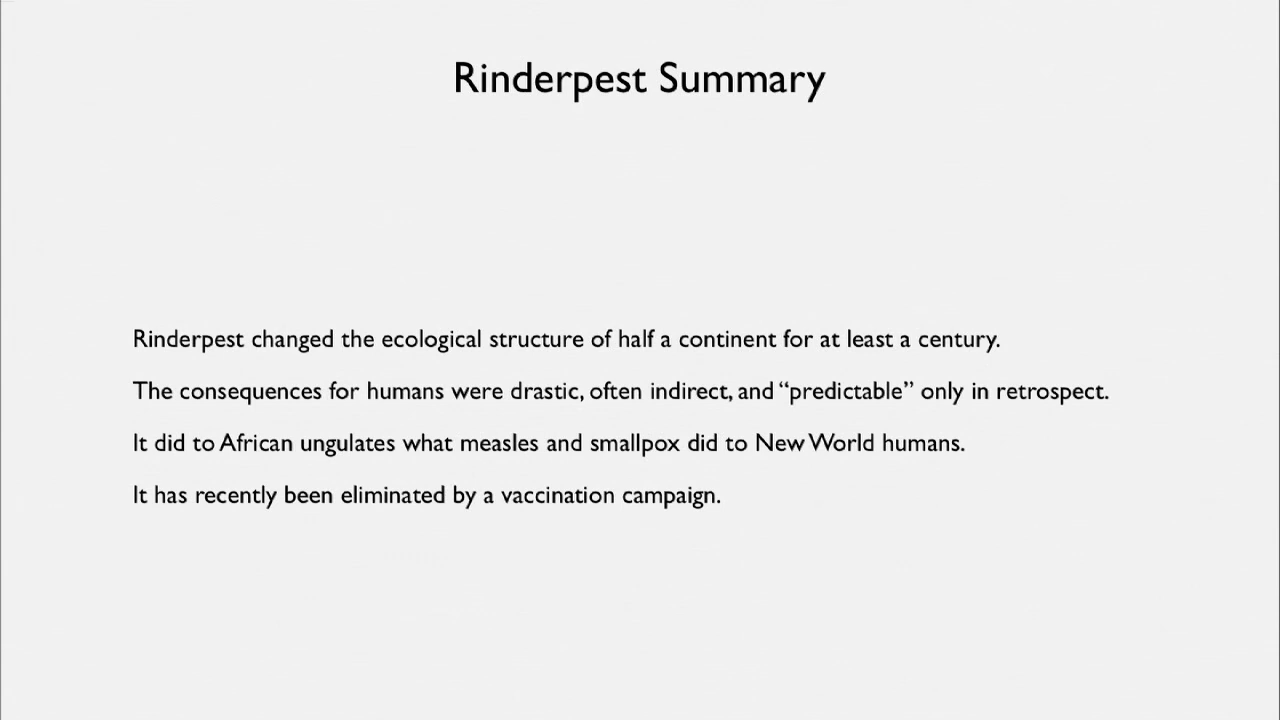 Rinderpest Summary
Rinderpest changed the ecological structure of half a continent for at least a century.
The consequences for humans were drastic, often indirect, and “predictable” only in retrospect.
It did to African ungulates what measles and smallpox did to New World humans.
It has recently been eliminated by a vaccination campaign.